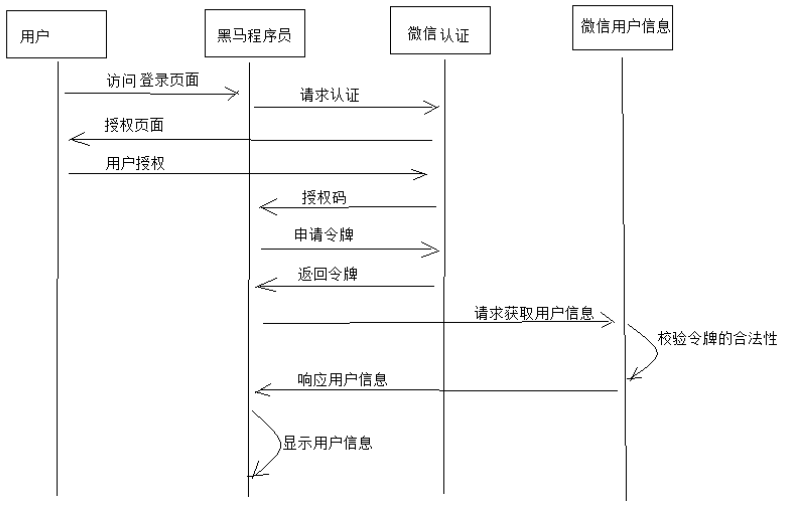 用户
黑马程序员
微信认证
微信用户信息
访问登录页面
请求认证
授权页面
用户授权
授权码
申请令牌
返回令牌
请求获取用户信息
校验令牌的合法性
响应用户信息
显示用户信息